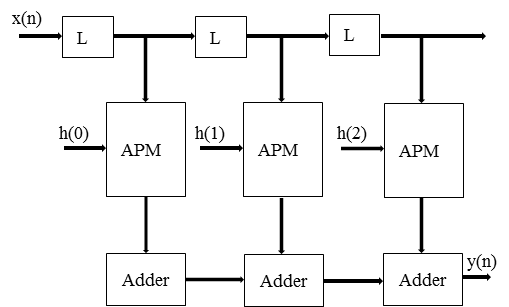 x(n)
L
L
L
h(0)
h(1)
h(2)
APM
APM
APM
Adder
Adder
Adder
y(n)